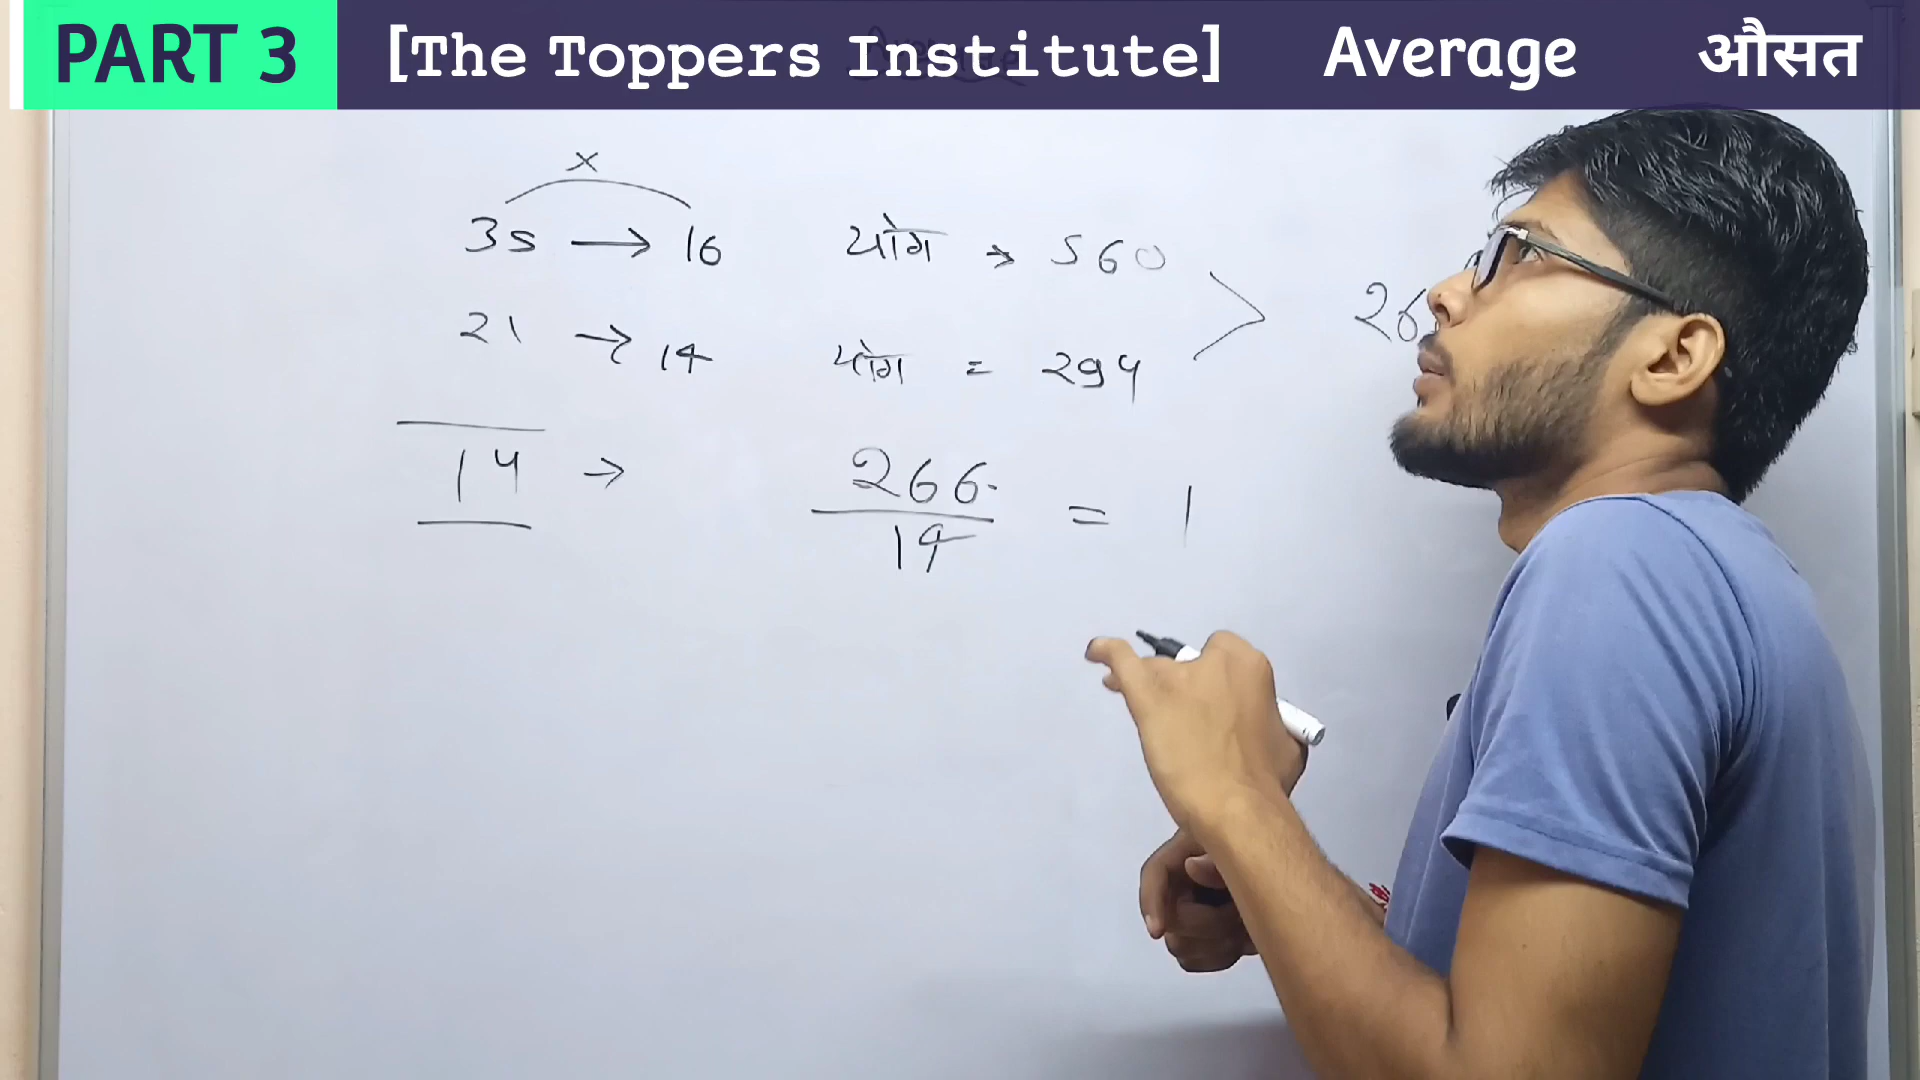 PART 3 [The Toppers Institute] Average औसत
x
35 → 16 योग → 560
26
21 → 14 योग = 294
14 → 266
14 = 1